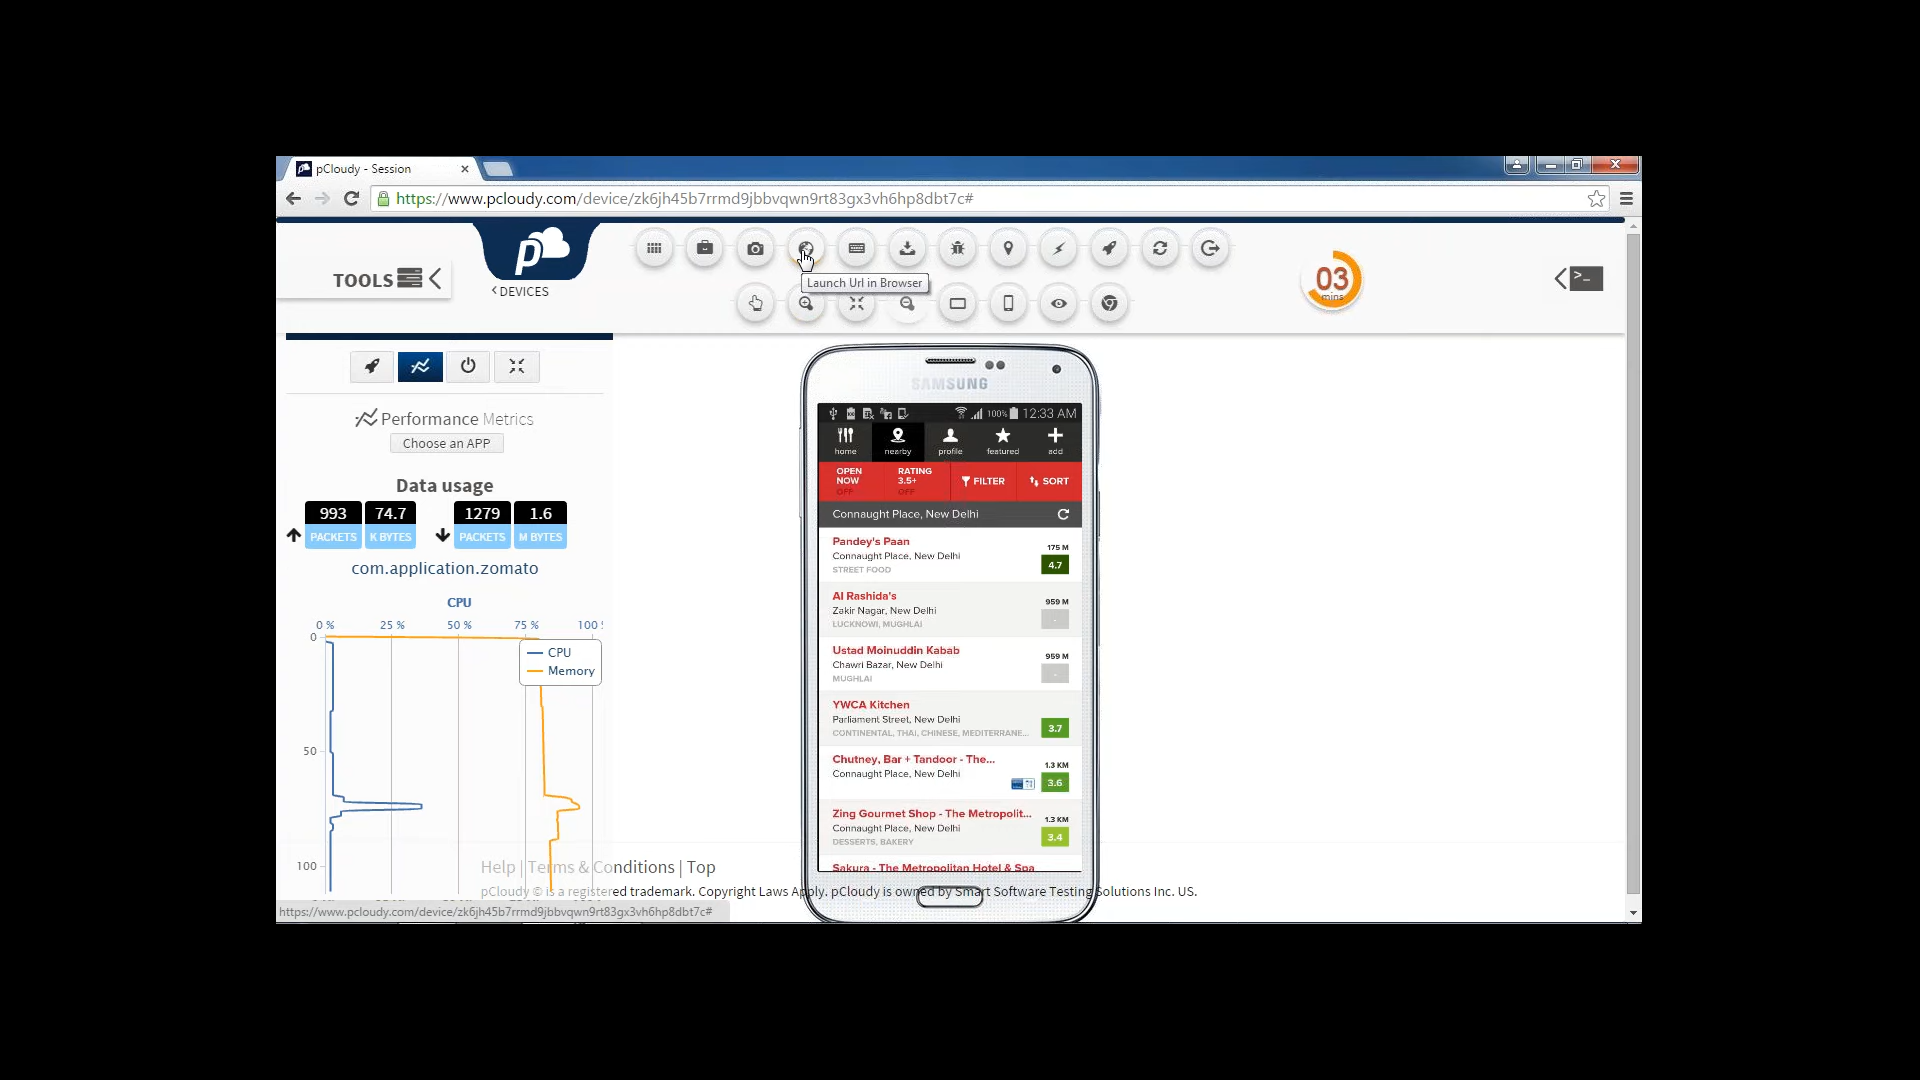 pCloudy - Session
https://www.pcloudy.com/device/zk6jh45b7rrmd9jbbvqwn9rt83gx3vh6hp8dbt7c#
TOOLS
p
DEVICES
Launch Url in Browser
03
mins
Performance Metrics
Choose an APP
Data usage
993 74.7 1279 1.6
PACKETS K BYTES PACKETS M BYTES
com.application.zomato
CPU
0 % 25 % 50 % 75 % 100
0
CPU
Memory
50
100
SAMSUNG
100% 12:33 AM
home nearby profile featured add
OPEN NOW OFF
RATING 3.5+ OFF
FILTER
SORT
Connaught Place, New Delhi
Pandey's Paan
175 M
Connaught Place, New Delhi
4.7
STREET FOOD
Al Rashida's
959 M
Zakir Nagar, New Delhi
-
LUCKNOWI, MUGHLAI
Ustad Moinuddin Kabab
959 M
Chawri Bazar, New Delhi
-
MUGHLAI
YWCA Kitchen
Parliament Street, New Delhi
3.7
CONTINENTAL, THAI, CHINESE, MEDITERRANE...
Chutney, Bar + Tandoor - The...
1.3 KM
Connaught Place, New Delhi
3.6
Zing Gourmet Shop - The Metropolit...
1.3 KM
Connaught Place, New Delhi
3.4
DESSERTS, BAKERY
Sakura - The Metropolitan Hotel & Spa
Help | Terms & Conditions | Top
pCloudy © is a registered trademark. Copyright Laws Apply. pCloudy is owned by Smart Software Testing Solutions Inc. US.
https://www.pcloudy.com/device/zk6jh45b7rrmd9jbbvqwn9rt83gx3vh6hp8dbt7c#